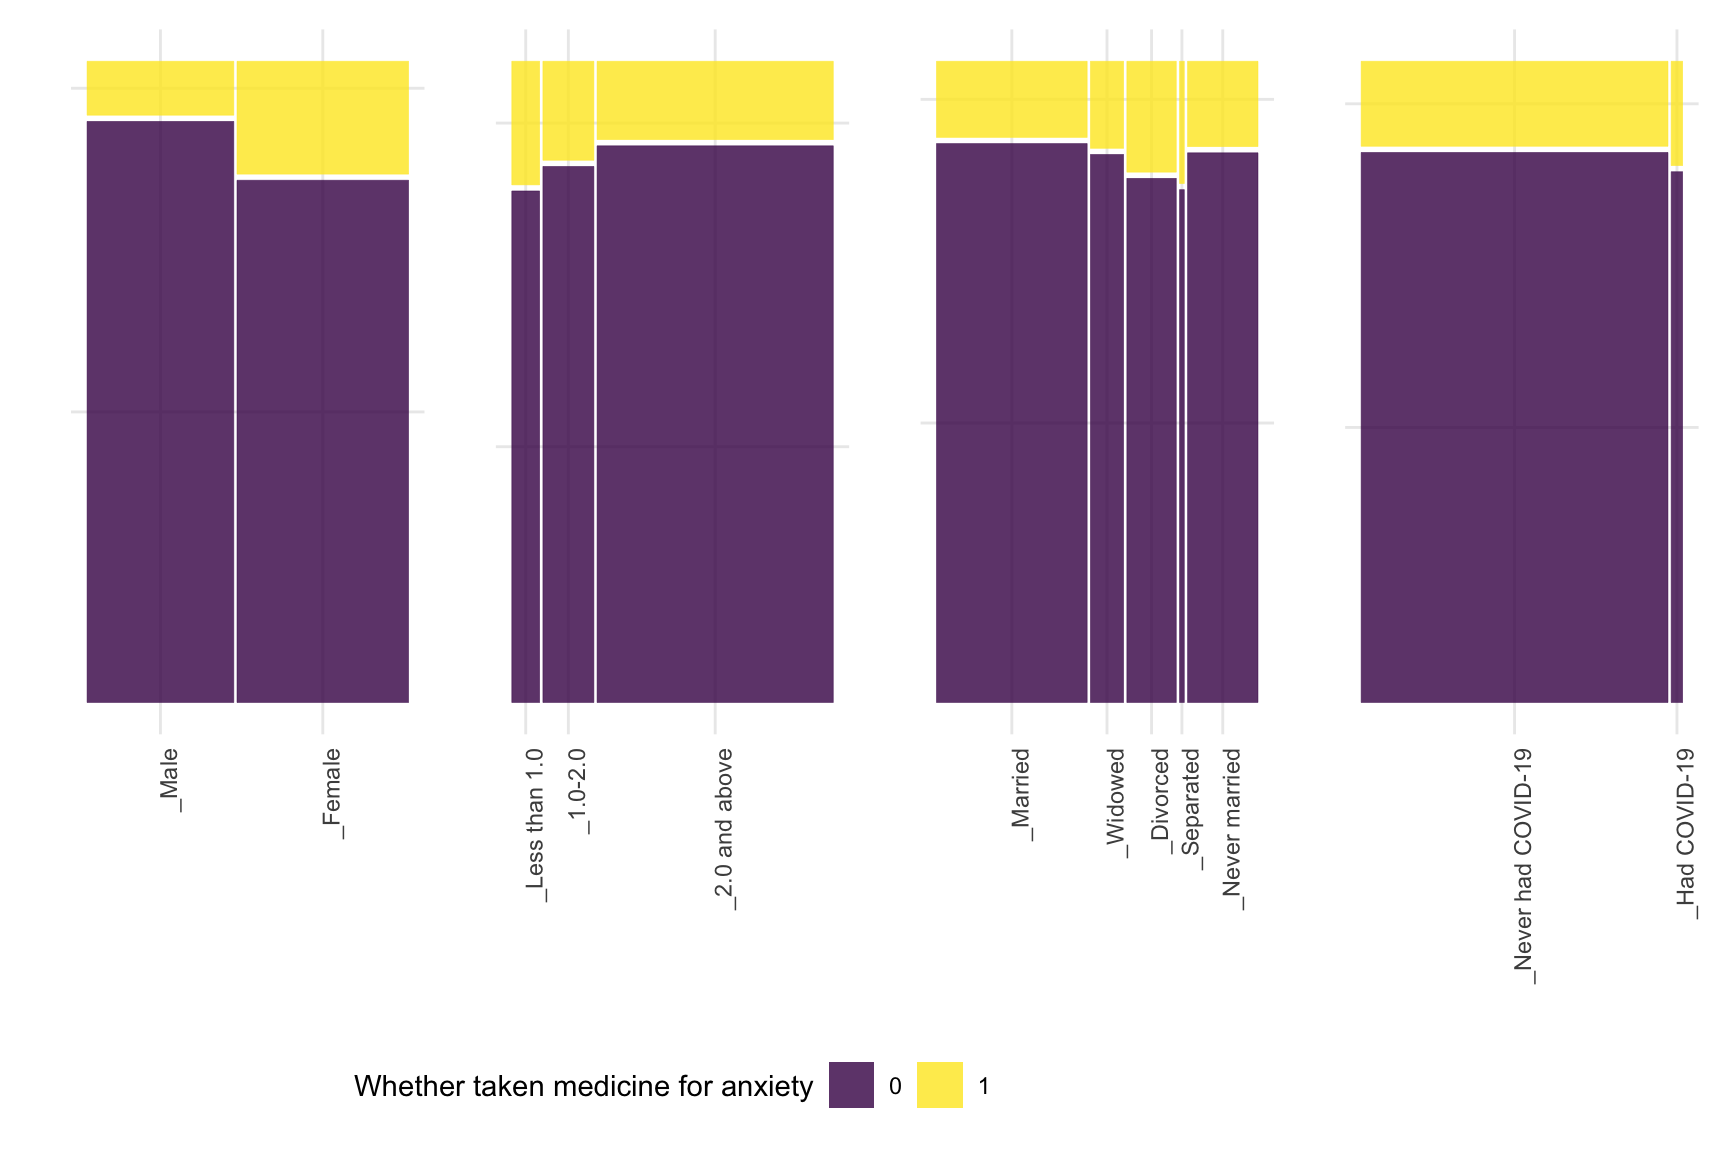 _Male
_Female
_Less than 1.0
_1.0-2.0
_2.0 and above
_Married
_Widowed
_Divorced
_Separated
_Never married
_Never had COVID-19
_Had COVID-19
Whether taken medicine for anxiety 0 1